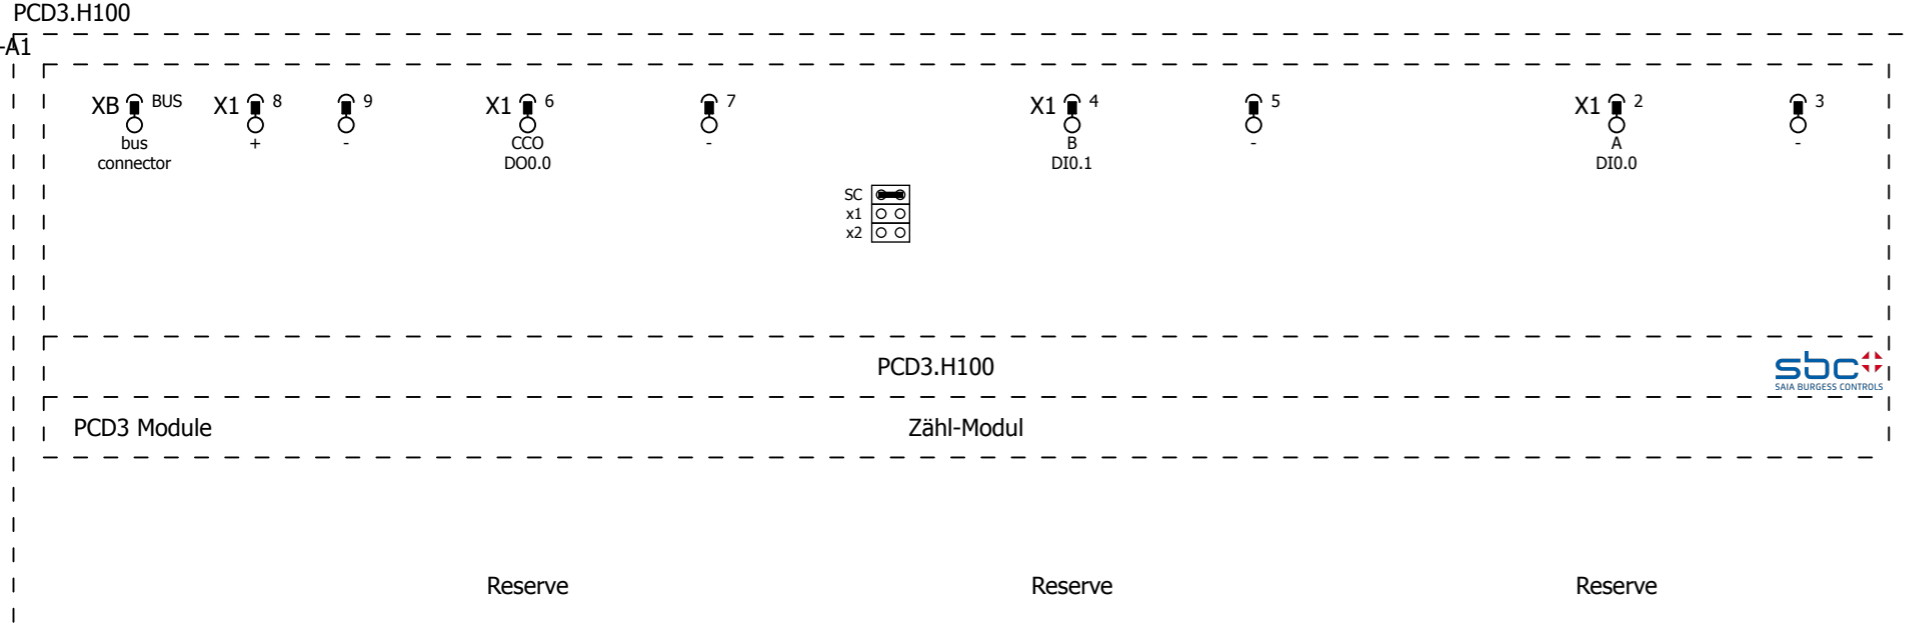 PCD3.H100
-A1
XB BUS X1 8 9 X1 6 7 X1 4 5 X1 2 3
bus + - CCO - B - A -
connector DO0.0 DI0.1 DI0.0
SC
x1
x2
PCD3.H100
sbc
SAIA BURGESS CONTROLS
PCD3 Module Zähl-Modul
Reserve Reserve Reserve